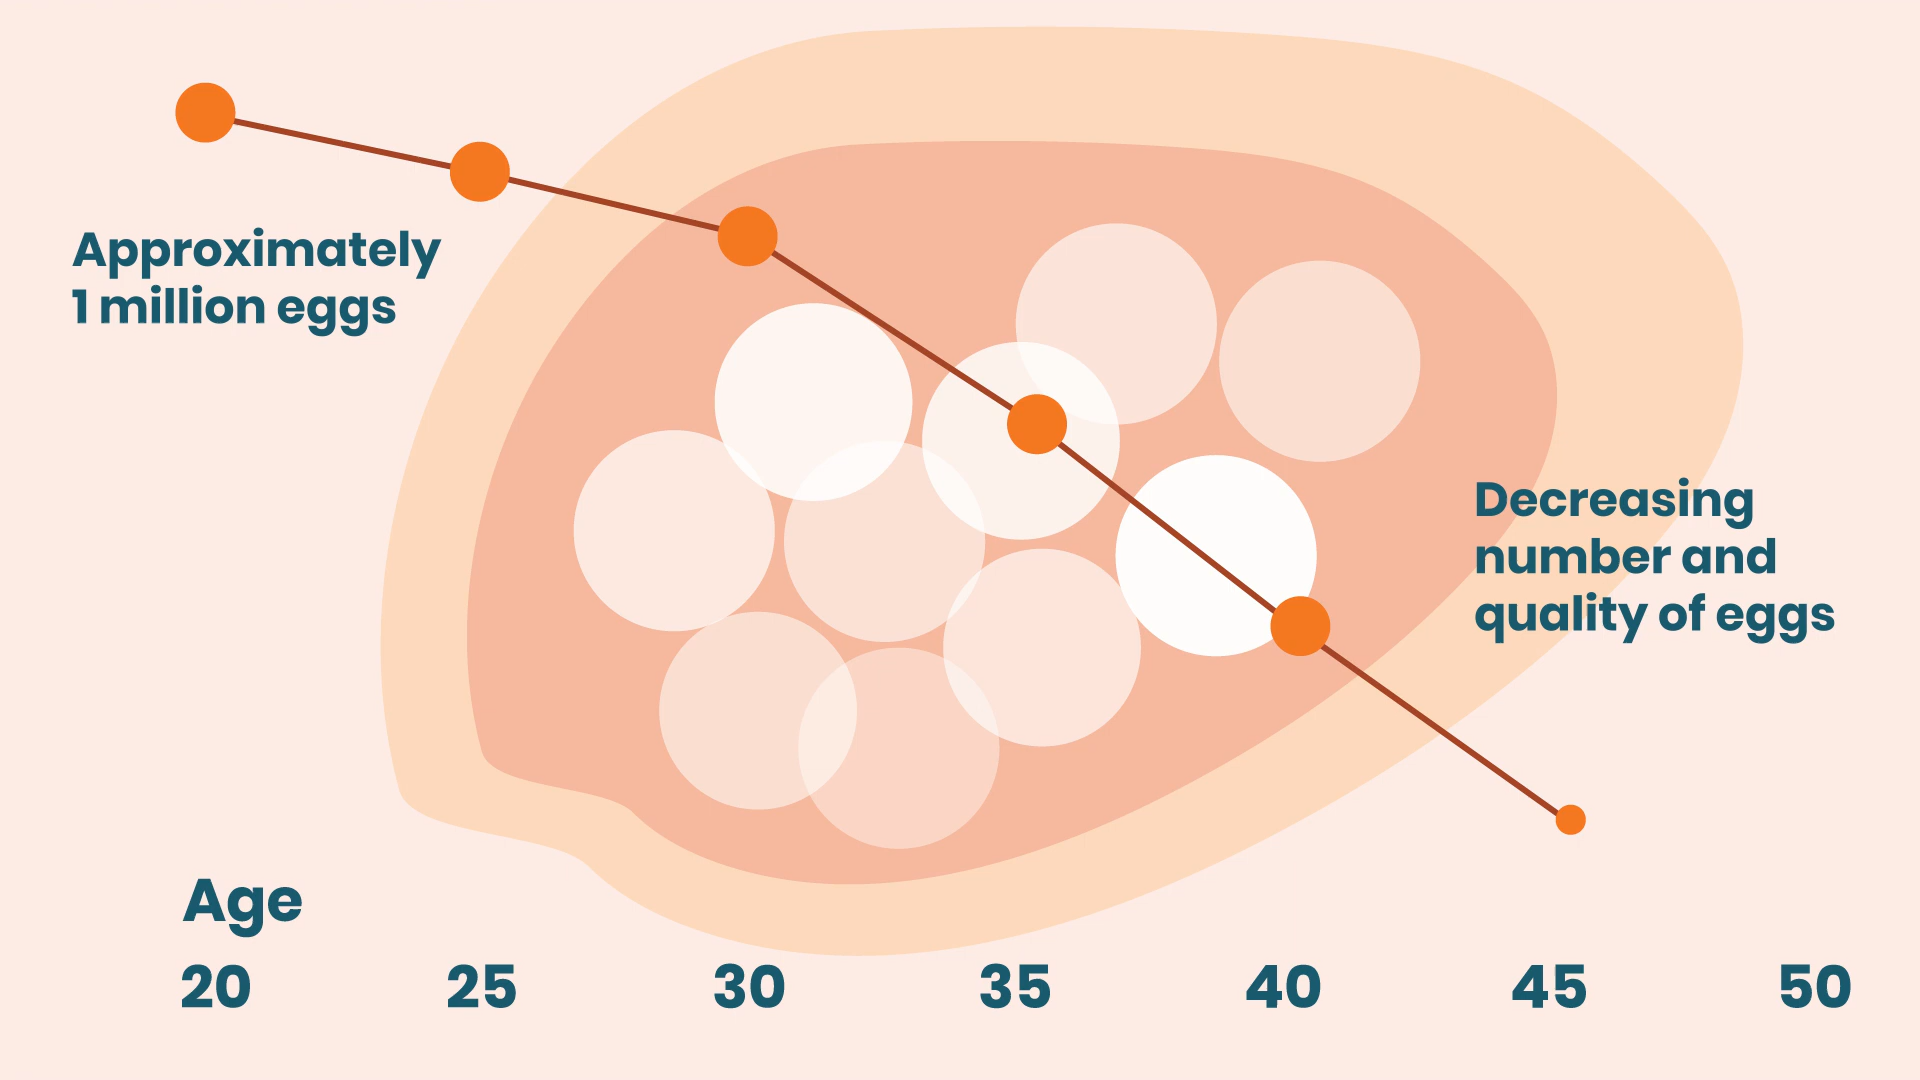 Approximately
1 million eggs
Decreasing
number and
quality of eggs
Age
20 25 30 35 40 45 50